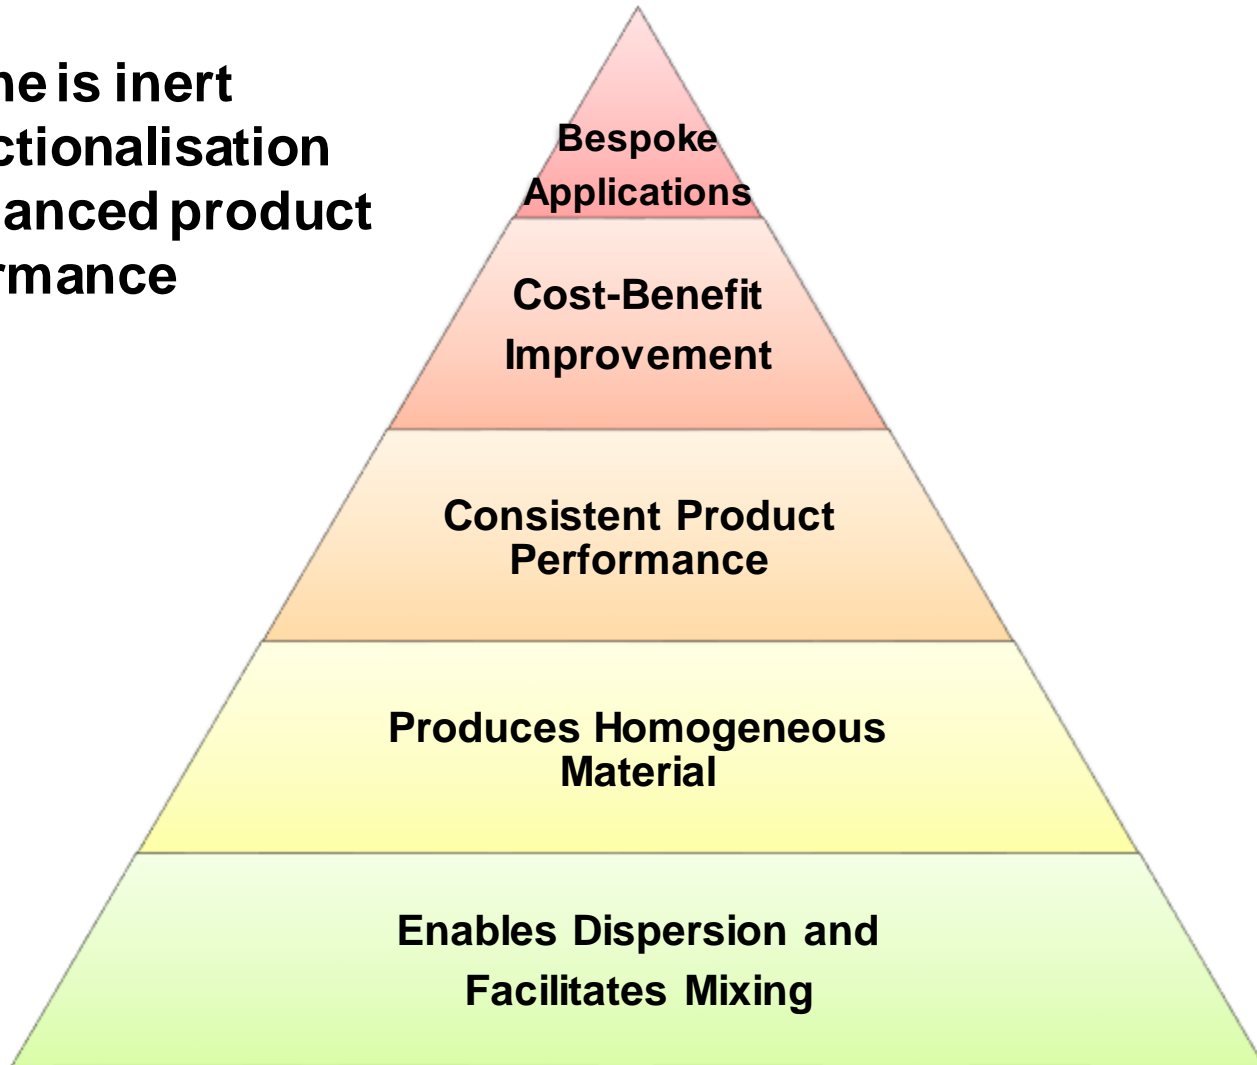 ne is inert
ctionalisation
anced product
rmance
Bespoke
Applications
Cost-Benefit
Improvement
Consistent Product
Performance
Produces Homogeneous
Material
Enables Dispersion and
Facilitates Mixing